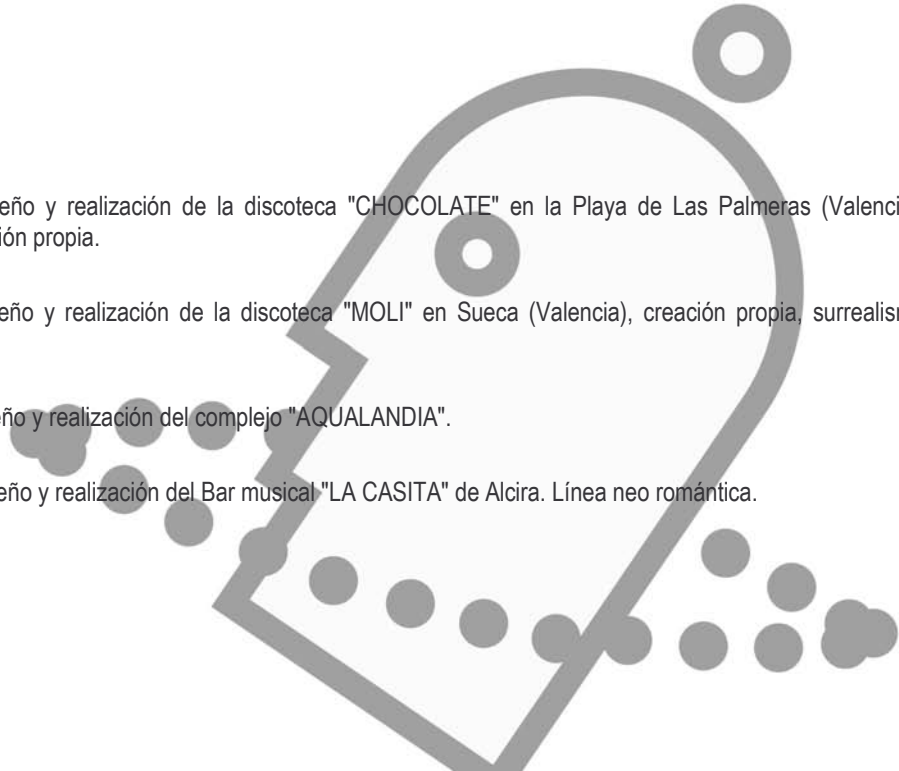 eño y realización de la discoteca "CHOCOLATE" en la Playa de Las Palmeras (Valenci
ión propia.
eño y realización de la discoteca "MOLI" en Sueca (Valencia), creación propia, surrealis
eño y realización del complejo "AQUALANDIA".
eño y realización del Bar musical "LA CASITA" de Alcira. Línea neo romántica.